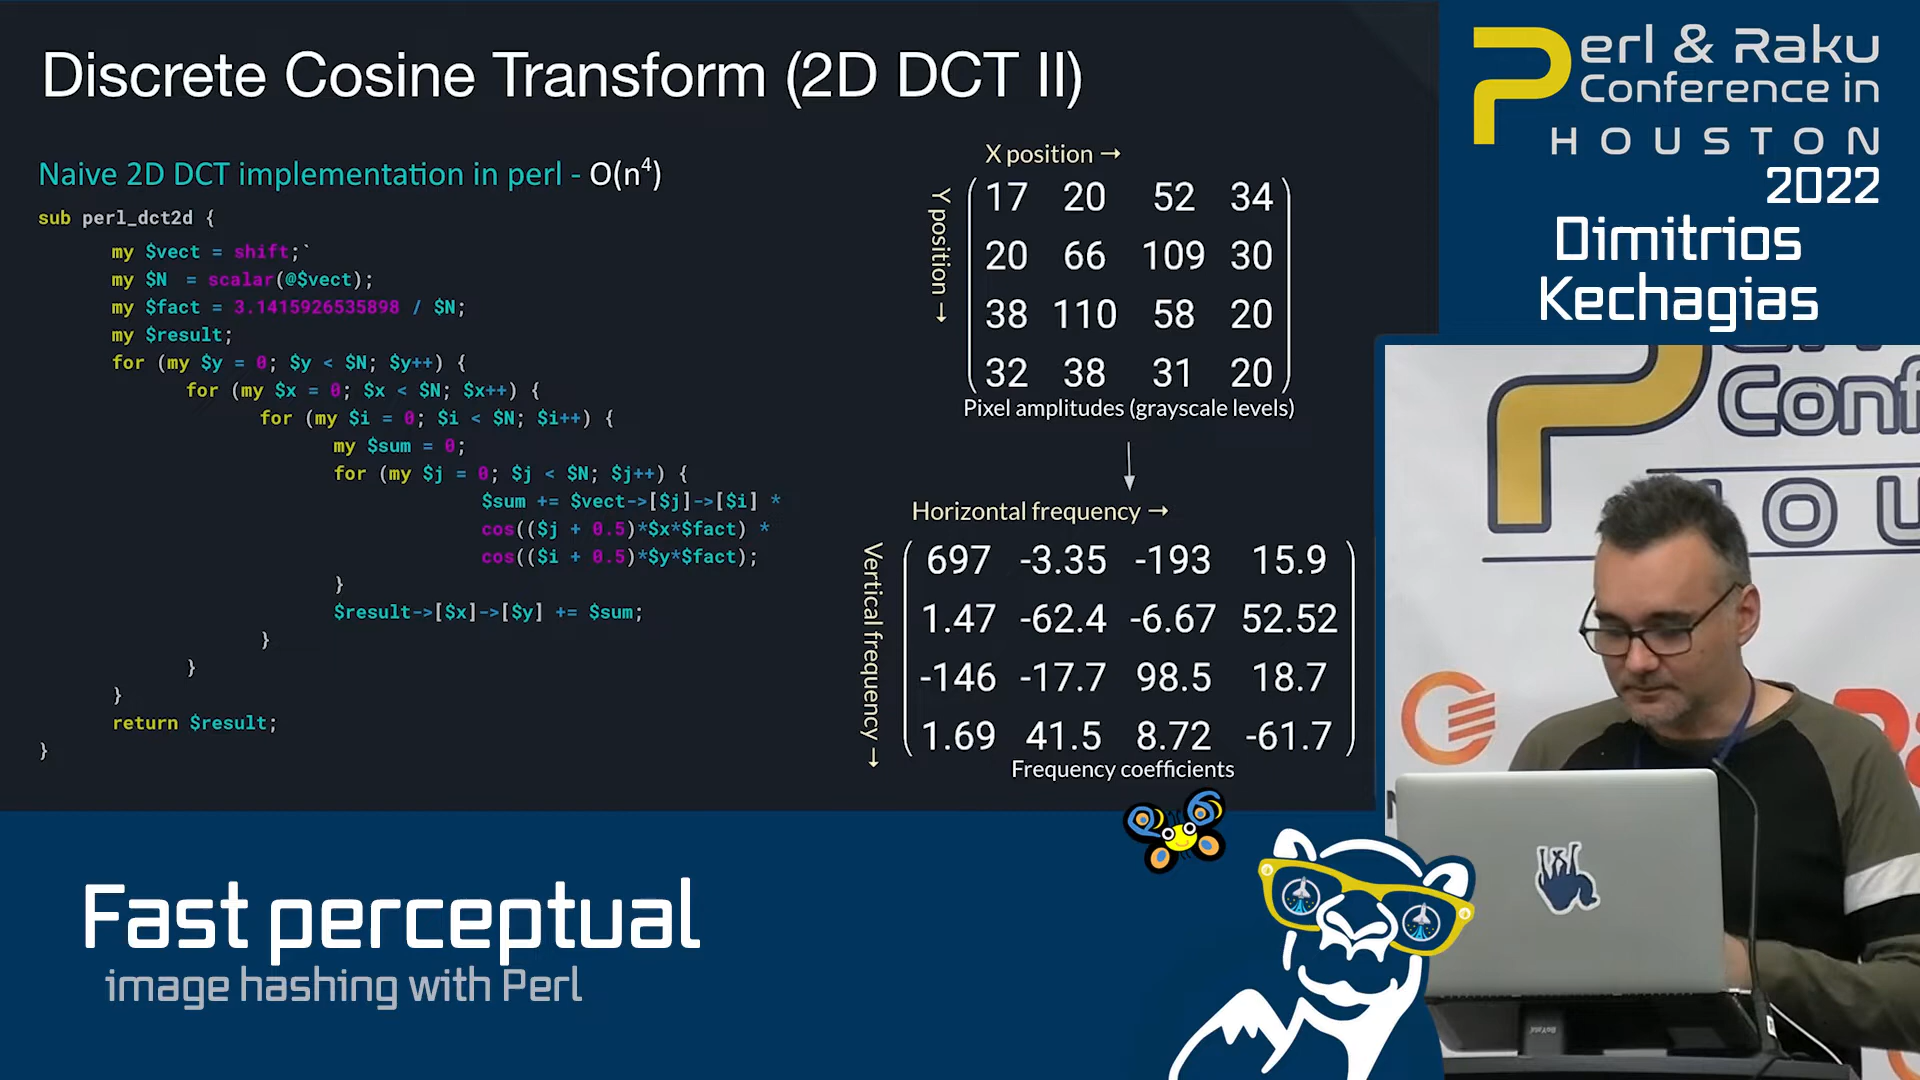 Discrete Cosine Transform (2D DCT II)
Naive 2D DCT implementation in perl - O(n⁴)
sub perl_dct2d {
my $vect = shift;`
my $N = scalar(@$vect);
my $fact = 3.1415926535898 / $N;
my $result;
for (my $y = 0; $y < $N; $y++) {
for (my $x = 0; $x < $N; $x++) {
for (my $i = 0; $i < $N; $i++) {
my $sum = 0;
for (my $j = 0; $j < $N; $j++) {
$sum += $vect->[$j]->[$i] *
cos(($j + 0.5)*$x*$fact) *
cos(($i + 0.5)*$y*$fact);
}
$result->[$x]->[$y] += $sum;
}
}
}
return $result;
}
X position →
Y position →
17 20 52 34
20 66 109 30
38 110 58 20
32 38 31 20
Pixel amplitudes (grayscale levels)
Horizontal frequency →
Vertical frequency →
697 -3.35 -193 15.9
1.47 -62.4 -6.67 52.52
-146 -17.7 98.5 18.7
1.69 41.5 8.72 -61.7
Frequency coefficients
Perl & Raku
Conference in
HOUSTON
2022
Dimitrios
Kechagias
Fast perceptual
image hashing with Perl